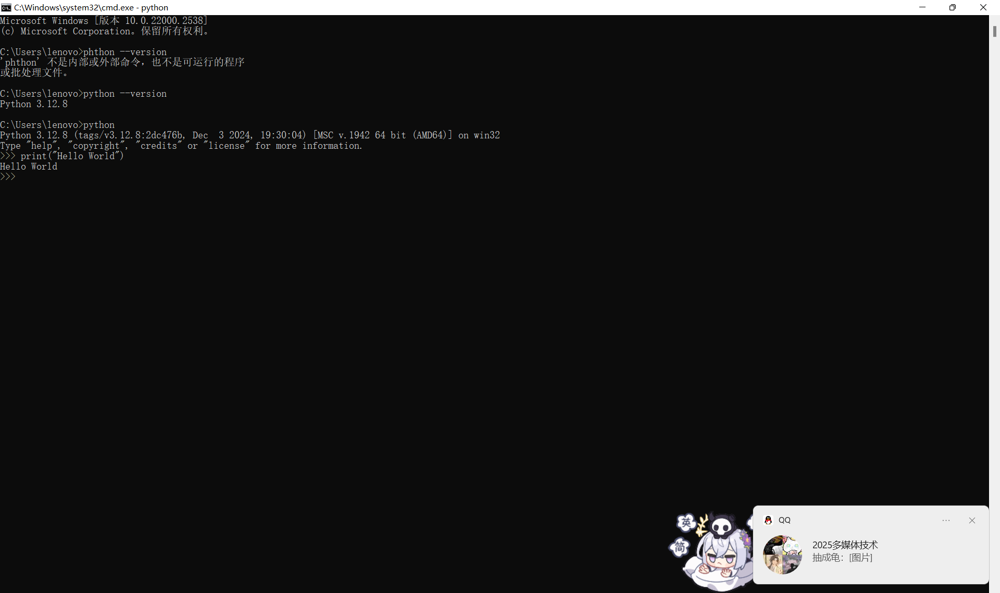 C:\Windows\system32\cmd.exe - python
Microsoft Windows [版本 10.0.22000.2538]
(c) Microsoft Corporation。保留所有权利。
C:\Users\lenovo>phthon --version
'phthon' 不是内部或外部命令，也不是可运行的程序
或批处理文件。
C:\Users\lenovo>python --version
Python 3.12.8
C:\Users\lenovo>python
Python 3.12.8 (tags/v3.12.8:2dc476b, Dec  3 2024, 19:30:04) [MSC v.1942 64 bit (AMD64)] on win32
Type "help", "copyright", "credits" or "license" for more information.
>>> print("Hello World")
Hello World
>>>
英
简
QQ
2025多媒体技术
抽成龟：[图片]